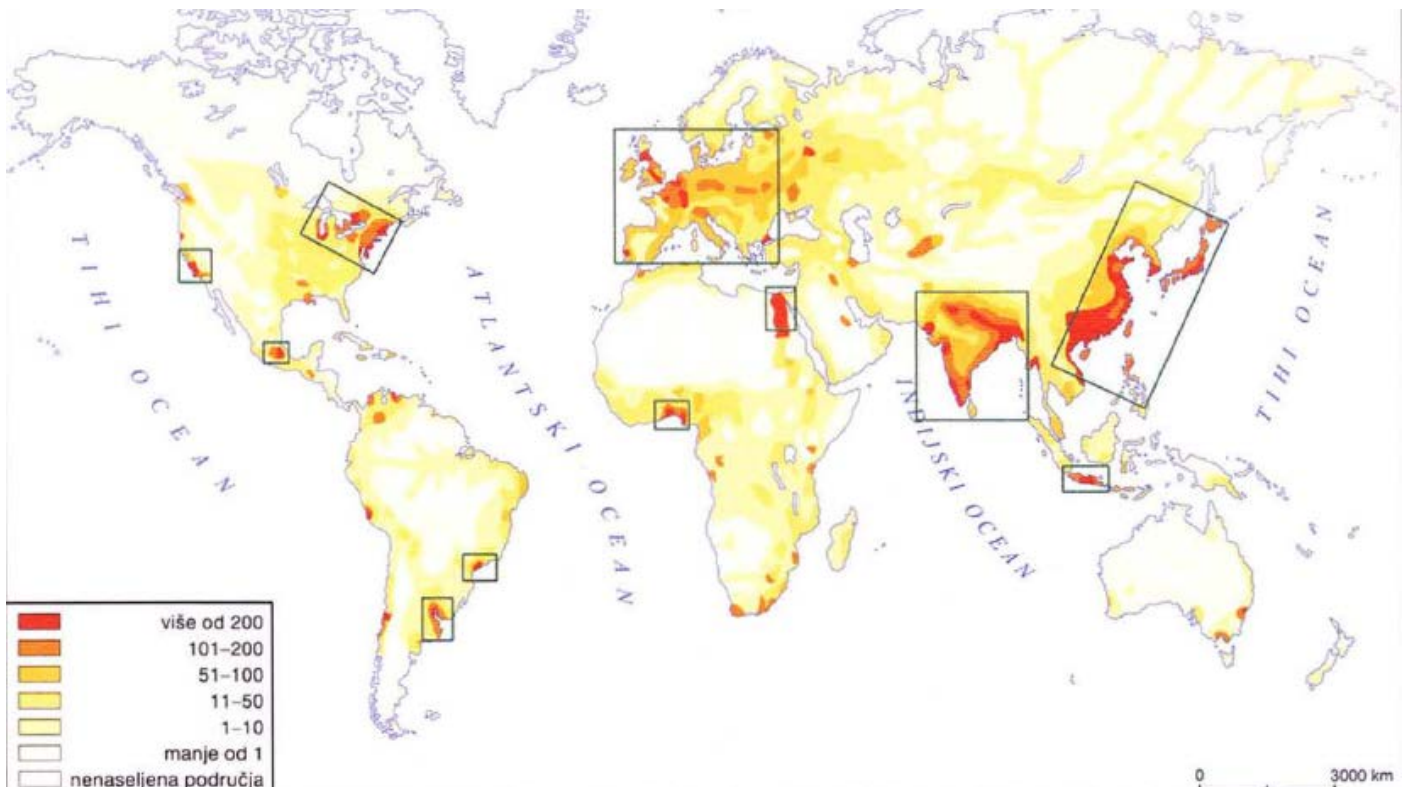 TIHI OCEAN
ATLANTSKI OCEAN
INDIJSKI OCEAN
TIHI OCEAN
više od 200
101–200
51–100
11–50
1–10
manje od 1
nenaseljena područja
0 3000 km